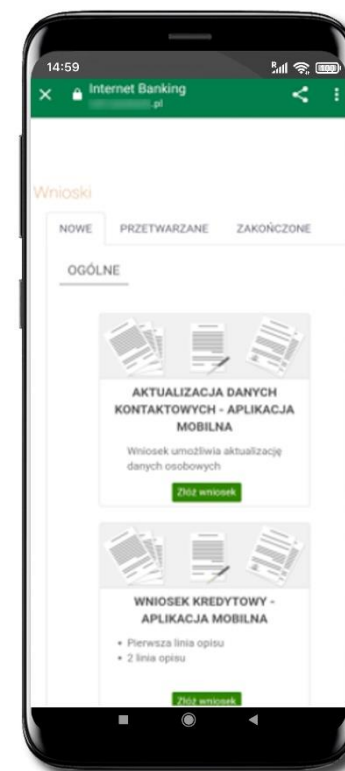 14:59
Internet Banking
.pl
Wnioski
NOWE PRZETWARZANE ZAKOŃCZONE
OGÓLNE
AKTUALIZACJA DANYCH
KONTAKTOWYCH - APLIKACJA
MOBILNA
Wniosek umożliwia aktualizację
danych osobowych
Złóż wniosek
WNIOSEK KREDYTOWY -
APLIKACJA MOBILNA
• Pierwsza linia opisu
• 2 linia opisu
Złóż wniosek